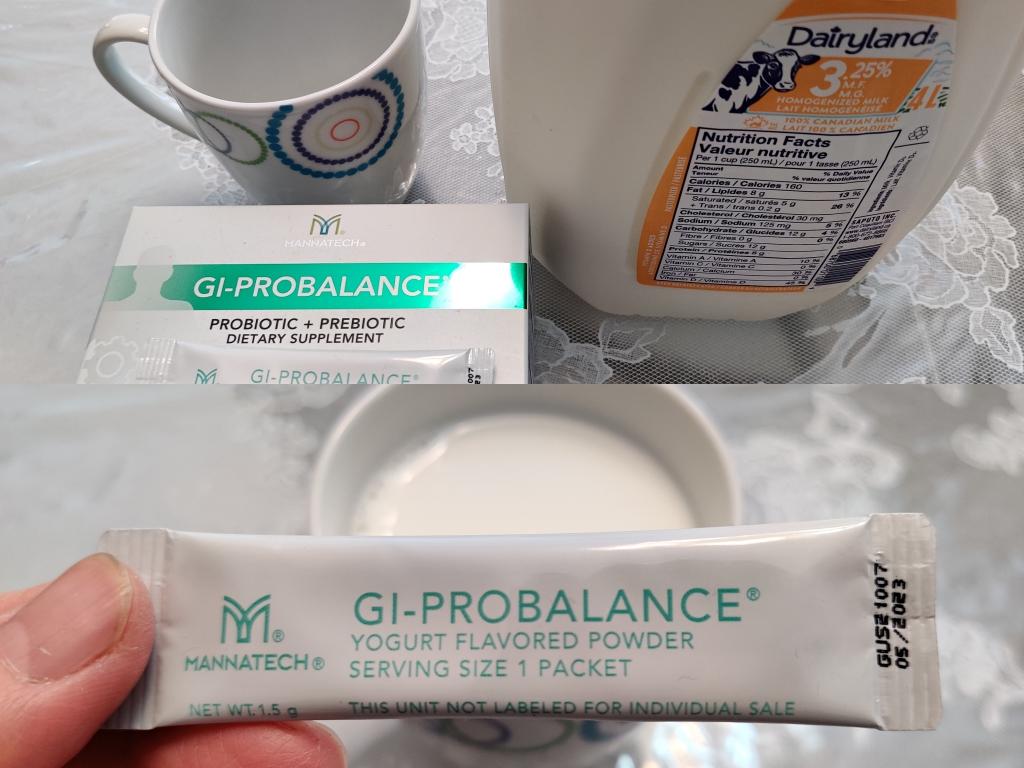 MANNATECH®
GI-PROBALANCE
PROBIOTIC + PREBIOTIC
DIETARY SUPPLEMENT
GI-PROBALANCE®
Dairyland
3.25%
M.F.
M.G.
4L
HOMOGENIZED MILK
LAIT HOMOGÉNÉISÉ
100% CANADIAN MILK
LAIT 100% CANADIEN
Nutrition Facts
Valeur nutritive
Per 1 cup (250 mL) / pour 1 tasse (250 mL)
Amount % Daily Value
Teneur % valeur quotidienne
Calories / Calories 160
Fat / Lipides 8 g 13 %
Saturated / saturés 5 g
+ Trans / trans 0.2 g 26 %
Cholesterol / Cholestérol 30 mg
Sodium / Sodium 125 mg 5 %
Carbohydrate / Glucides 12 g 4 %
Fibre / Fibres 0 g 0 %
Sugars / Sucres 12 g
Protein / Protéines 8 g
Vitamin A / Vitamine A 10 %
Vitamin C / Vitamine C 0 %
Calcium / Calcium
Vitamin D / Vitamine D
SAPUTO INC.
MANNATECH®
NET WT. 1.5 g
GI-PROBALANCE®
YOGURT FLAVORED POWDER
SERVING SIZE 1 PACKET
THIS UNIT NOT LABELED FOR INDIVIDUAL SALE
GUS21007
05/2023